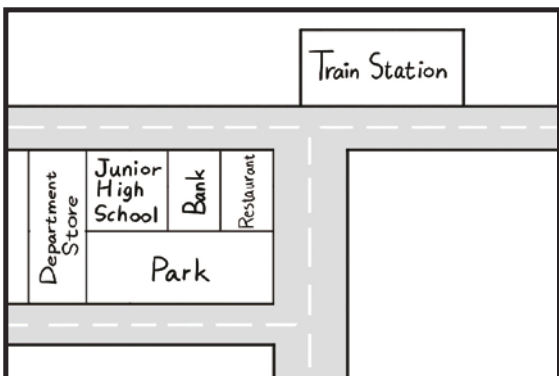 Train Station
Department
Store
Junior
High
School
Bank
Restaurant
Park